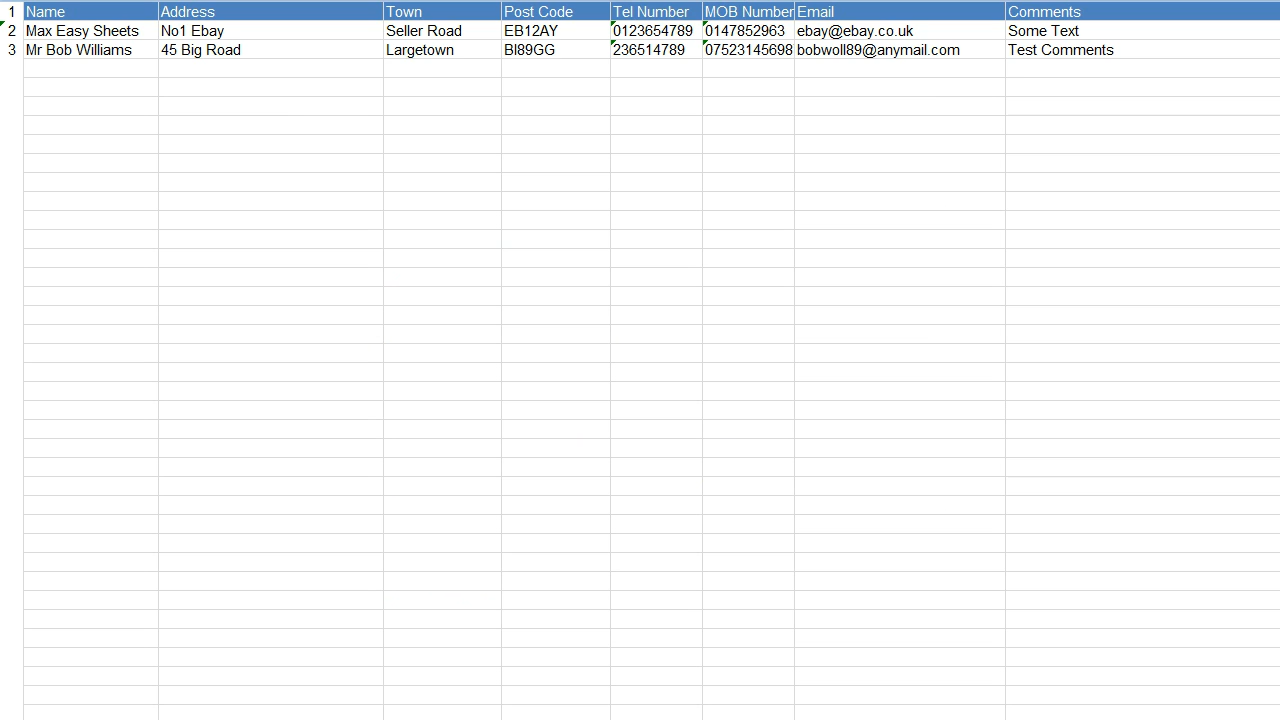 1 Name Address Town Post Code Tel Number MOB Number Email Comments
2 Max Easy Sheets No1 Ebay Seller Road EB12AY 0123654789 0147852963 ebay@ebay.co.uk Some Text
3 Mr Bob Williams 45 Big Road Largetown BI89GG 236514789 07523145698 bobwoll89@anymail.com Test Comments